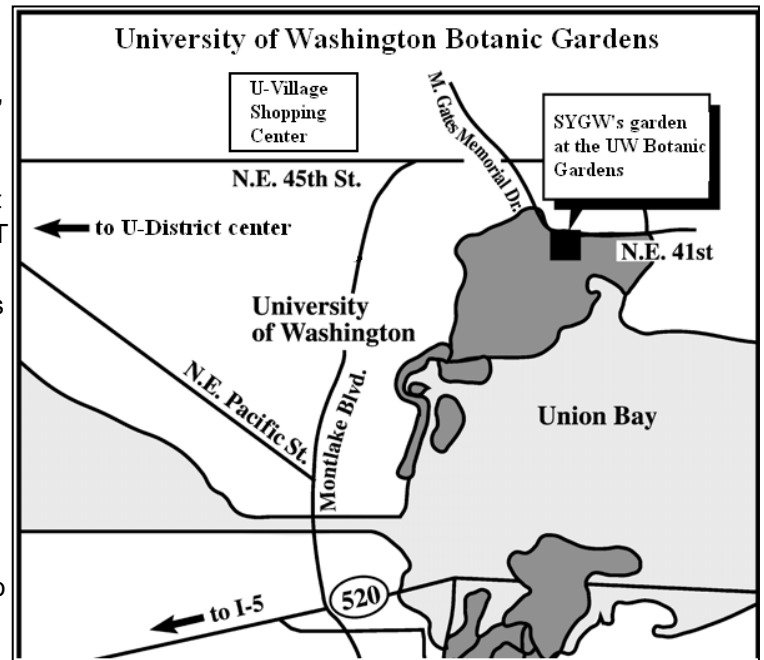 University of Washington Botanic Gardens
U-Village
Shopping
Center
M. Gates Memorial Dr.
SYGW's garden
at the UW Botanic
Gardens
N.E. 45th St.
to U-District center
N.E. 41st
University
of Washington
N.E. Pacific St.
Montlake Blvd.
Union Bay
520
to I-5